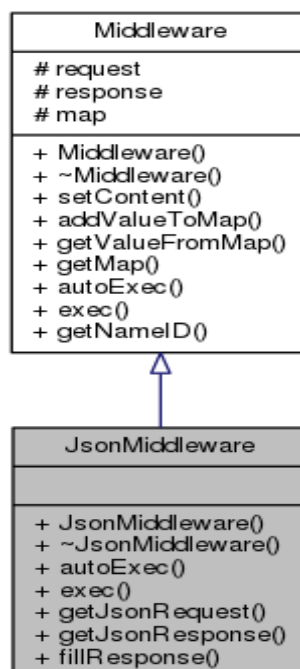 Middleware
# request
# response
# map
+ Middleware()
+ ~Middleware()
+ setContent()
+ addValueToMap()
+ getValueFromMap()
+ getMap()
+ autoExec()
+ exec()
+ getNameID()
JsonMiddleware
+ JsonMiddleware()
+ ~JsonMiddleware()
+ autoExec()
+ exec()
+ getJsonRequest()
+ getJsonResponse()
+ fillResponse()